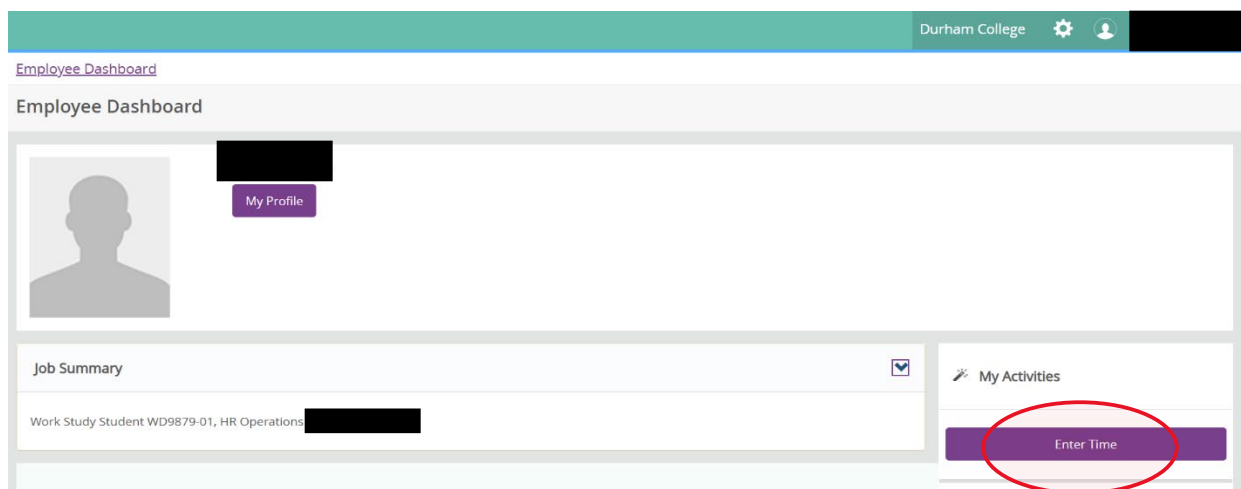 Durham College
Employee Dashboard
Employee Dashboard
My Profile
Job Summary
My Activities
Work Study Student WD9879-01, HR Operations
Enter Time